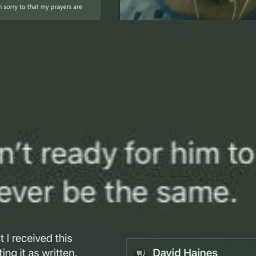 n sorry to that my prayers are
n't ready for him to
ever be the same.
t I received this
ting it as written.
David Haines